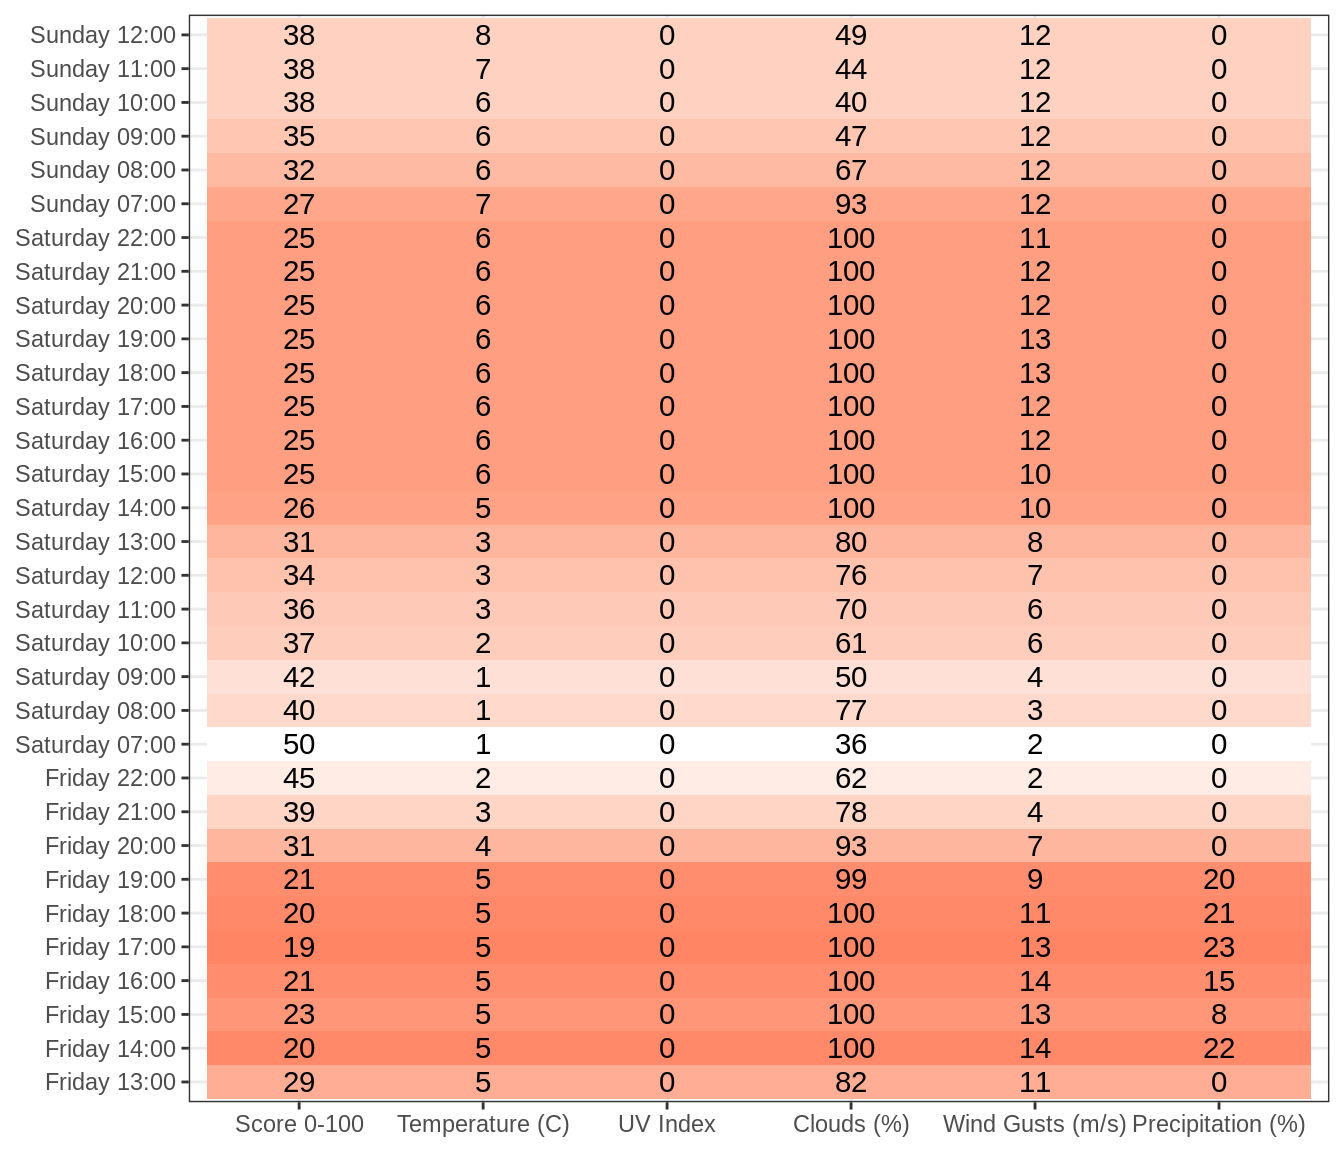 Sunday 12:00 38 8 0 49 12 0
Sunday 11:00 38 7 0 44 12 0
Sunday 10:00 38 6 0 40 12 0
Sunday 09:00 35 6 0 47 12 0
Sunday 08:00 32 6 0 67 12 0
Sunday 07:00 27 7 0 93 12 0
Saturday 22:00 25 6 0 100 11 0
Saturday 21:00 25 6 0 100 12 0
Saturday 20:00 25 6 0 100 12 0
Saturday 19:00 25 6 0 100 13 0
Saturday 18:00 25 6 0 100 13 0
Saturday 17:00 25 6 0 100 12 0
Saturday 16:00 25 6 0 100 12 0
Saturday 15:00 25 6 0 100 10 0
Saturday 14:00 26 5 0 100 10 0
Saturday 13:00 31 3 0 80 8 0
Saturday 12:00 34 3 0 76 7 0
Saturday 11:00 36 3 0 70 6 0
Saturday 10:00 37 2 0 61 6 0
Saturday 09:00 42 1 0 50 4 0
Saturday 08:00 40 1 0 77 3 0
Saturday 07:00 50 1 0 36 2 0
Friday 22:00 45 2 0 62 2 0
Friday 21:00 39 3 0 78 4 0
Friday 20:00 31 4 0 93 7 0
Friday 19:00 21 5 0 99 9 20
Friday 18:00 20 5 0 100 11 21
Friday 17:00 19 5 0 100 13 23
Friday 16:00 21 5 0 100 14 15
Friday 15:00 23 5 0 100 13 8
Friday 14:00 20 5 0 100 14 22
Friday 13:00 29 5 0 82 11 0
Score 0-100 Temperature (C) UV Index Clouds (%) Wind Gusts (m/s) Precipitation (%)